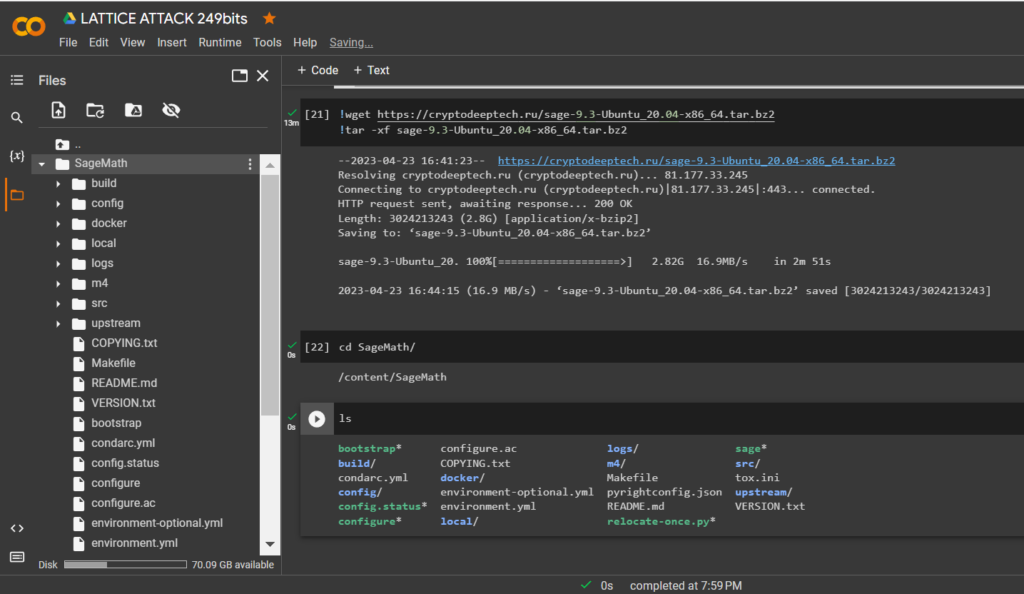 LATTICE ATTACK 249bits
File Edit View Insert Runtime Tools Help Saving...
Files
+ Code + Text
..
SageMath
build
config
docker
local
logs
m4
src
upstream
COPYING.txt
Makefile
README.md
VERSION.txt
bootstrap
condarc.yml
config.status
configure
configure.ac
environment-optional.yml
environment.yml
Disk 70.09 GB available
{x}
<>
13m
[21] !wget https://cryptodeeptech.ru/sage-9.3-Ubuntu_20.04-x86_64.tar.bz2
!tar -xf sage-9.3-Ubuntu_20.04-x86_64.tar.bz2
--2023-04-23 16:41:23-- https://cryptodeeptech.ru/sage-9.3-Ubuntu_20.04-x86_64.tar.bz2
Resolving cryptodeeptech.ru (cryptodeeptech.ru)... 81.177.33.245
Connecting to cryptodeeptech.ru (cryptodeeptech.ru)|81.177.33.245|:443... connected.
HTTP request sent, awaiting response... 200 OK
Length: 3024213243 (2.8G) [application/x-bzip2]
Saving to: ‘sage-9.3-Ubuntu_20.04-x86_64.tar.bz2’
sage-9.3-Ubuntu_20. 100%[===================>] 2.82G 16.9MB/s in 2m 51s
2023-04-23 16:44:15 (16.9 MB/s) - ‘sage-9.3-Ubuntu_20.04-x86_64.tar.bz2’ saved [3024213243/3024213243]
0s
[22] cd SageMath/
/content/SageMath
0s
ls
bootstrap* configure.ac logs/ sage*
build/ COPYING.txt m4/ src/
condarc.yml docker/ Makefile tox.ini
config/ environment-optional.yml pyrightconfig.json upstream/
config.status* environment.yml README.md VERSION.txt
configure* local/ relocate-once.py*
0s completed at 7:59 PM